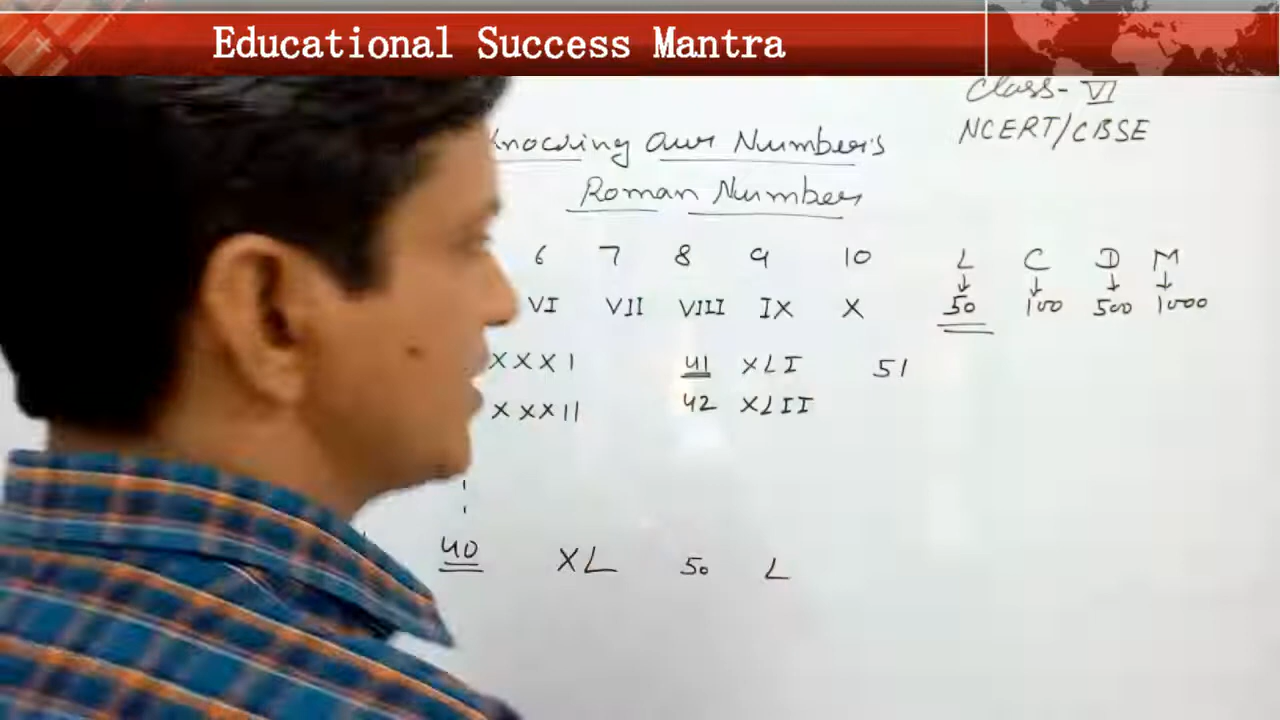 Educational Success Mantra
Class-VI
NCERT/CBSE
Knowing Our Numbers
Roman Numbers
6 7 8 9 10 L C D M
VI VII VIII IX X 50 100 500 1000
XXXI 41 XLI 51
XXXII 42 XLII
40 XL 50 L